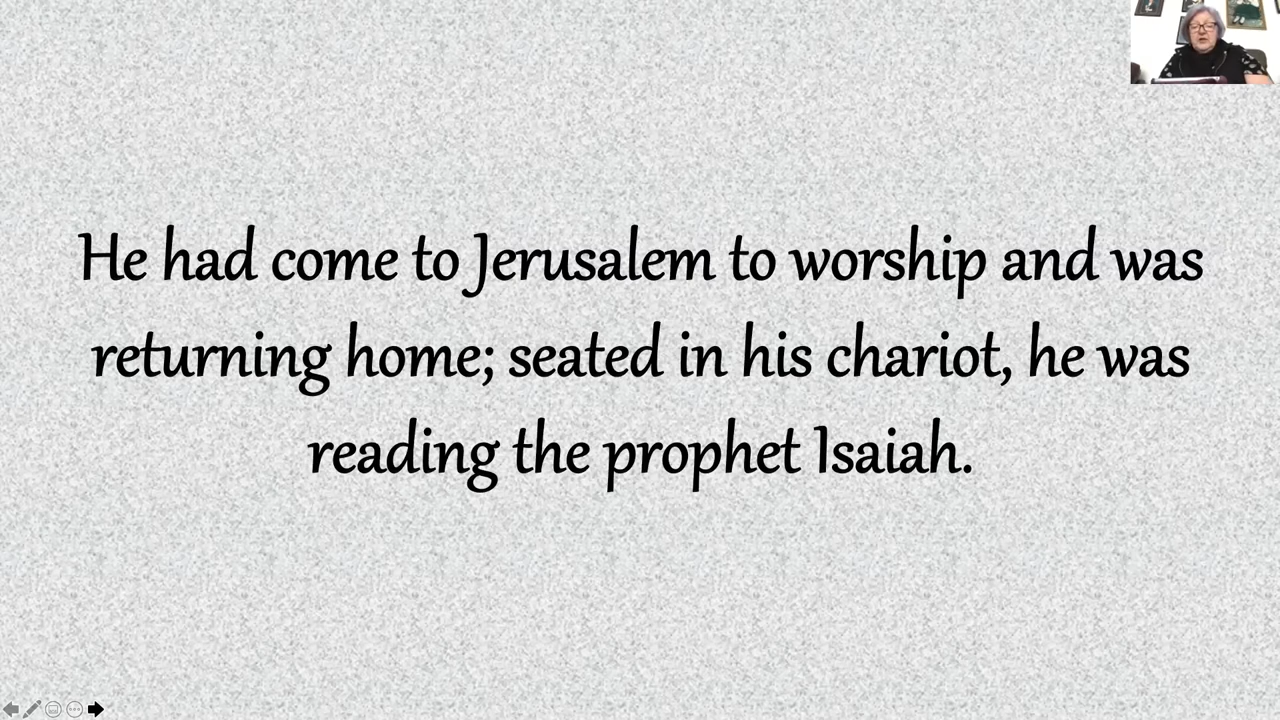 He had come to Jerusalem to worship and was
returning home; seated in his chariot, he was
reading the prophet Isaiah.